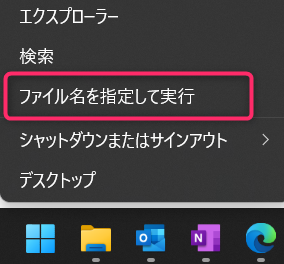 エクスプローラー
検索
ファイル名を指定して実行
シャットダウンまたはサインアウト
デスクトップ